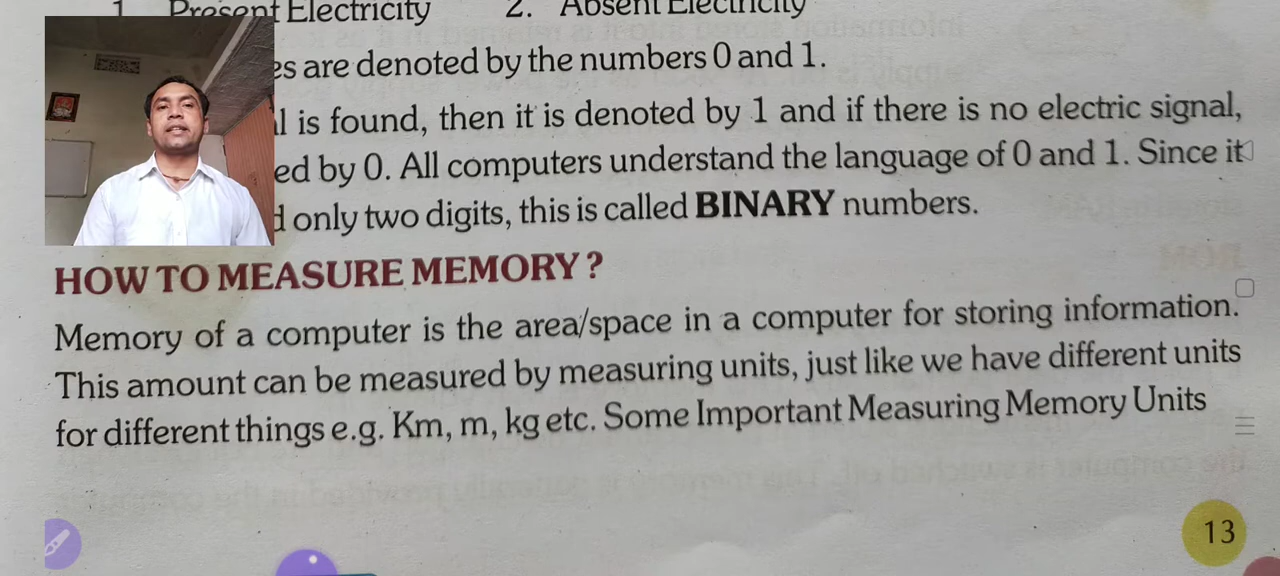 1. Present Electricity 2. Absent Electricity
es are denoted by the numbers 0 and 1.
l is found, then it is denoted by 1 and if there is no electric signal,
ed by 0. All computers understand the language of 0 and 1. Since it
d only two digits, this is called BINARY numbers.
HOW TO MEASURE MEMORY ?
Memory of a computer is the area/space in a computer for storing information.
This amount can be measured by measuring units, just like we have different units
for different things e.g. Km, m, kg etc. Some Important Measuring Memory Units
13